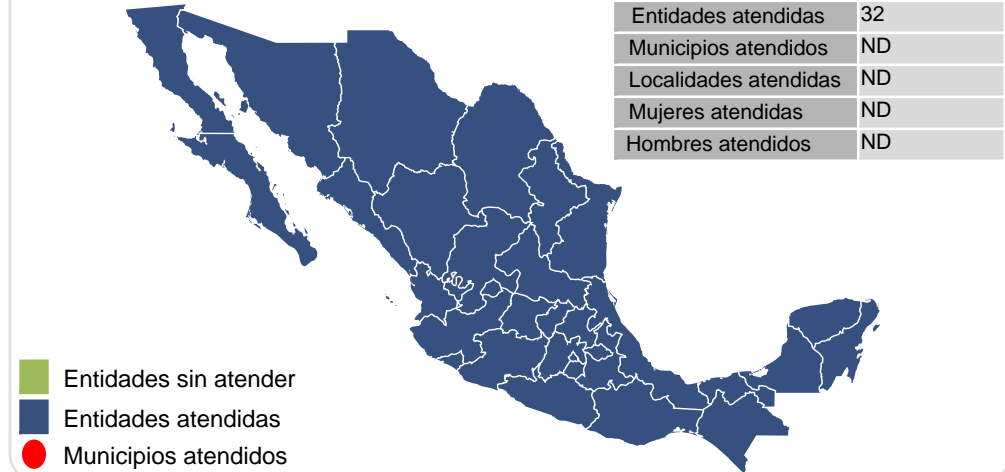 Entidades atendidas 32
Municipios atendidos ND
Localidades atendidas ND
Mujeres atendidas ND
Hombres atendidos ND
Entidades sin atender
Entidades atendidas
Municipios atendidos